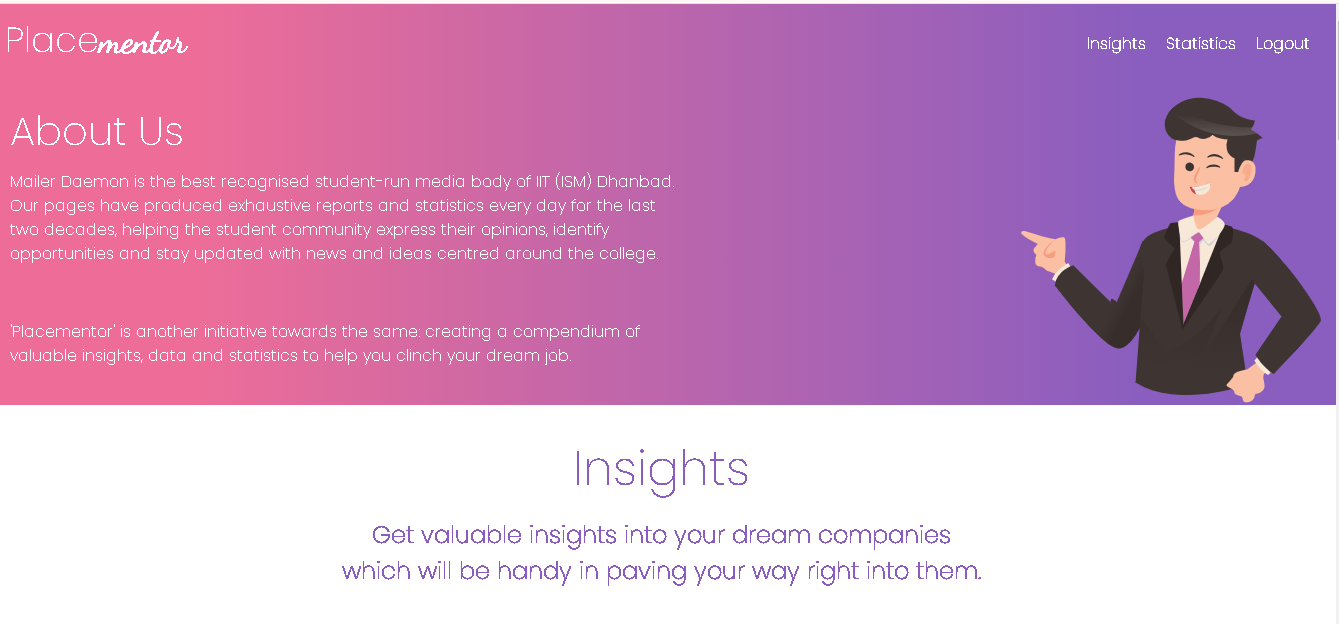 Placementor
Insights Statistics Logout
About Us
Mailer Daemon is the best recognised student-run media body of IIT (ISM) Dhanbad.
Our pages have produced exhaustive reports and statistics every day for the last
two decades, helping the student community express their opinions, identify
opportunities and stay updated with news and ideas centred around the college.
'Placementor' is another initiative towards the same: creating a compendium of
valuable insights, data and statistics to help you clinch your dream job.
Insights
Get valuable insights into your dream companies
which will be handy in paving your way right into them.